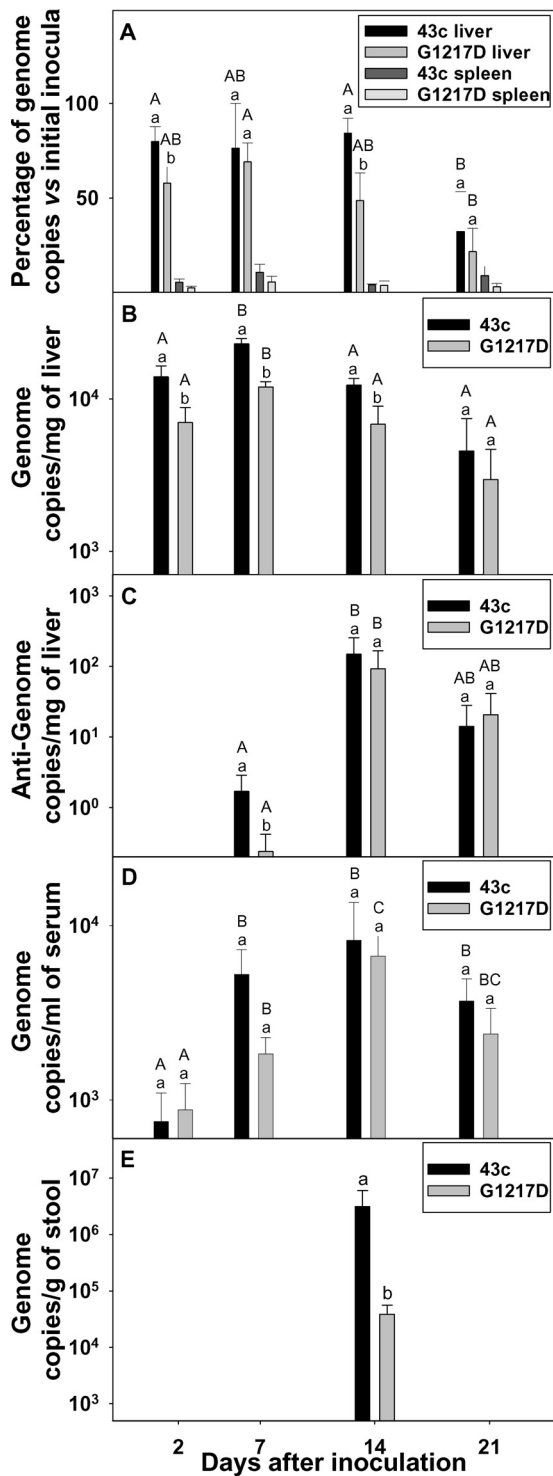 A
43c liver
G1217D liver
43c spleen
G1217D spleen
Percentage of genome
copies vs initial inocula
100
50
A
a
AB
b
AB
a
A
a
A
a
AB
b
B
a
B
a
B
43c
G1217D
Genome
copies/mg of liver
10⁴
10³
A
a
A
b
B
a
B
b
A
a
A
b
A
a
A
a
C
43c
G1217D
Anti-Genome
copies/mg of liver
10³
10²
10¹
10⁰
A
a
A
b
B
a
B
a
AB
a
AB
a
D
43c
G1217D
Genome
copies/ml of serum
10⁴
10³
A
a
A
a
B
a
B
a
B
a
C
a
B
a
BC
a
E
43c
G1217D
Genome
copies/g of stool
10⁷
10⁶
10⁵
10⁴
10³
a
b
2 7 14 21
Days after inoculation